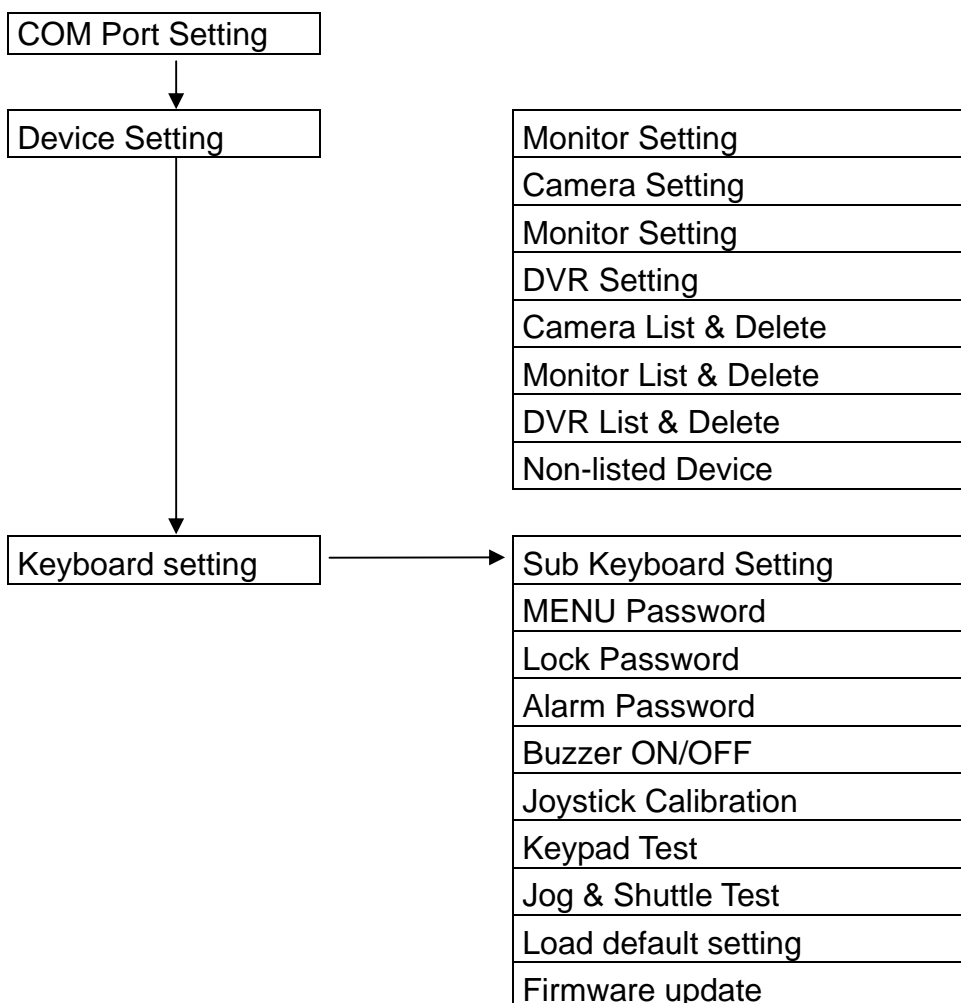 COM Port Setting
Device Setting
Monitor Setting
Camera Setting
Monitor Setting
DVR Setting
Camera List & Delete
Monitor List & Delete
DVR List & Delete
Non-listed Device
Keyboard setting
Sub Keyboard Setting
MENU Password
Lock Password
Alarm Password
Buzzer ON/OFF
Joystick Calibration
Keypad Test
Jog & Shuttle Test
Load default setting
Firmware update